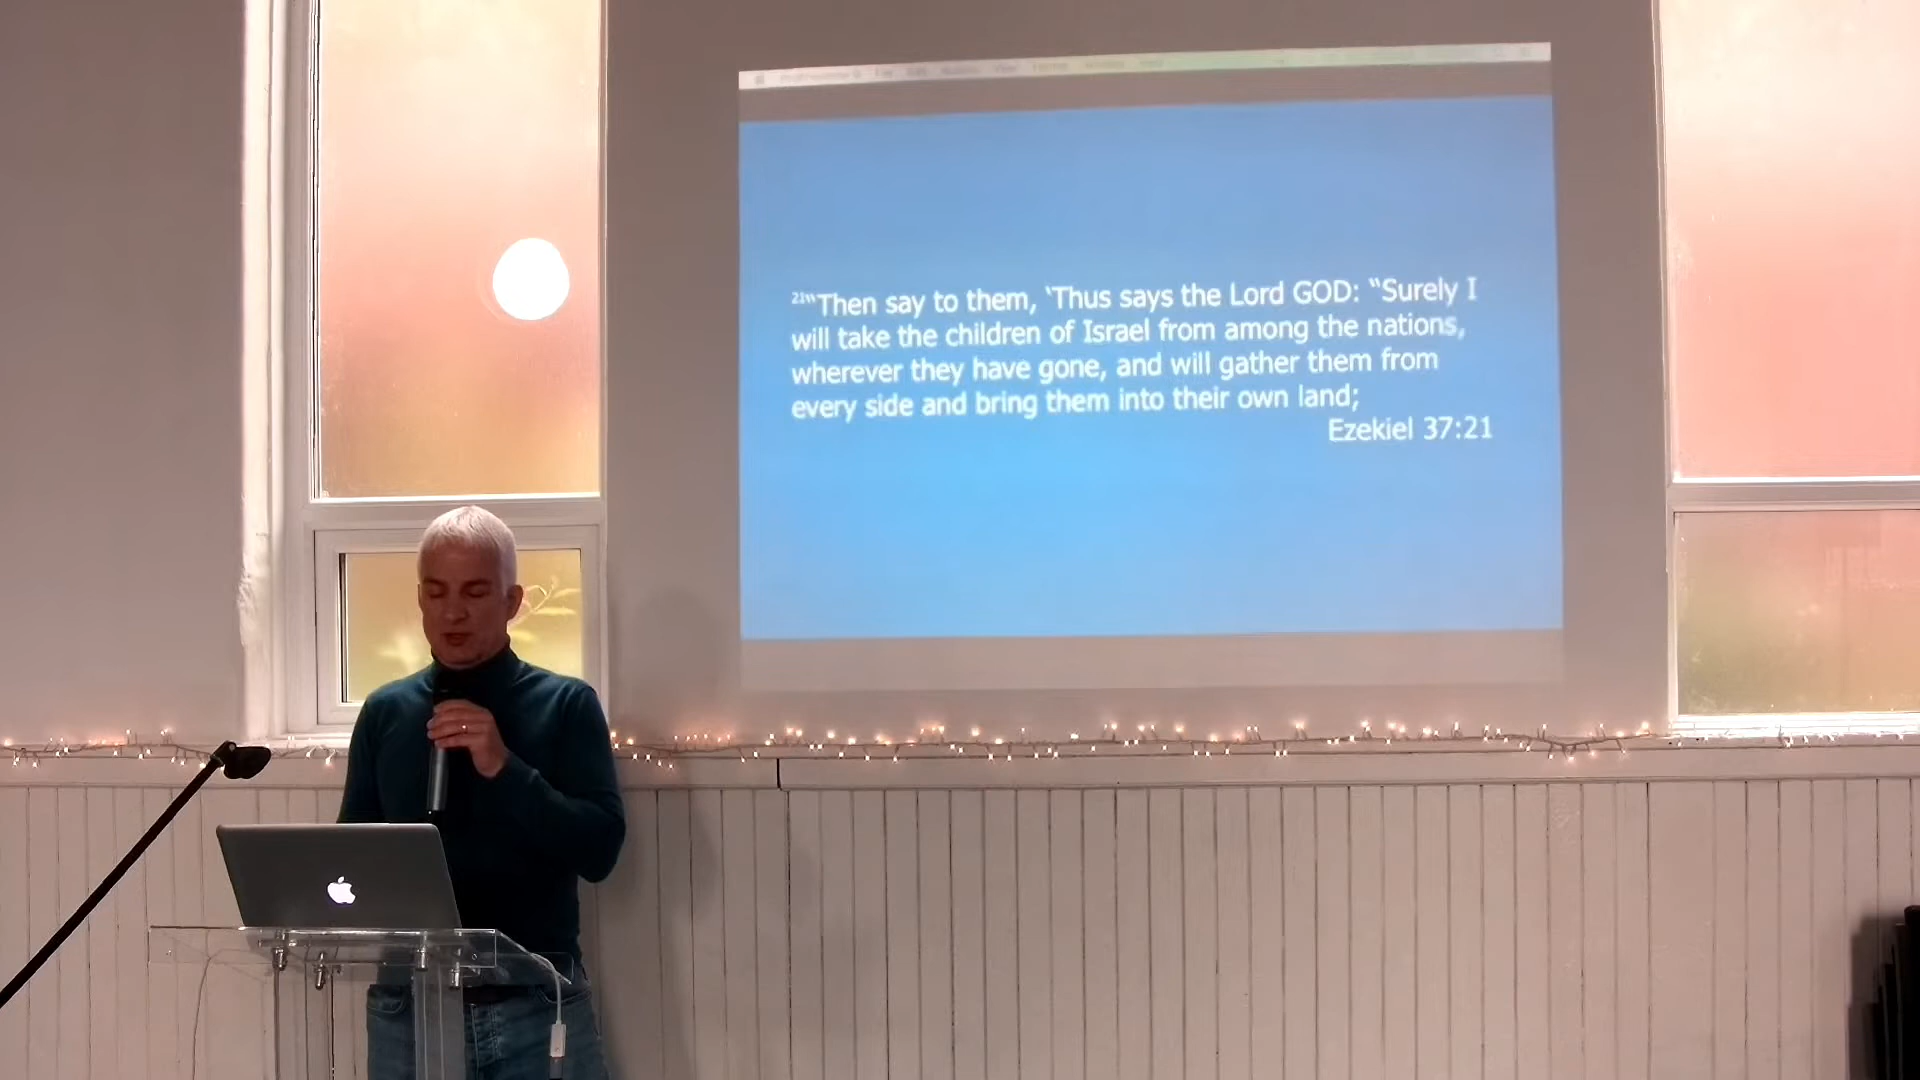 ²¹“Then say to them, ‘Thus says the Lord GOD: “Surely I
will take the children of Israel from among the nations,
wherever they have gone, and will gather them from
every side and bring them into their own land;
Ezekiel 37:21